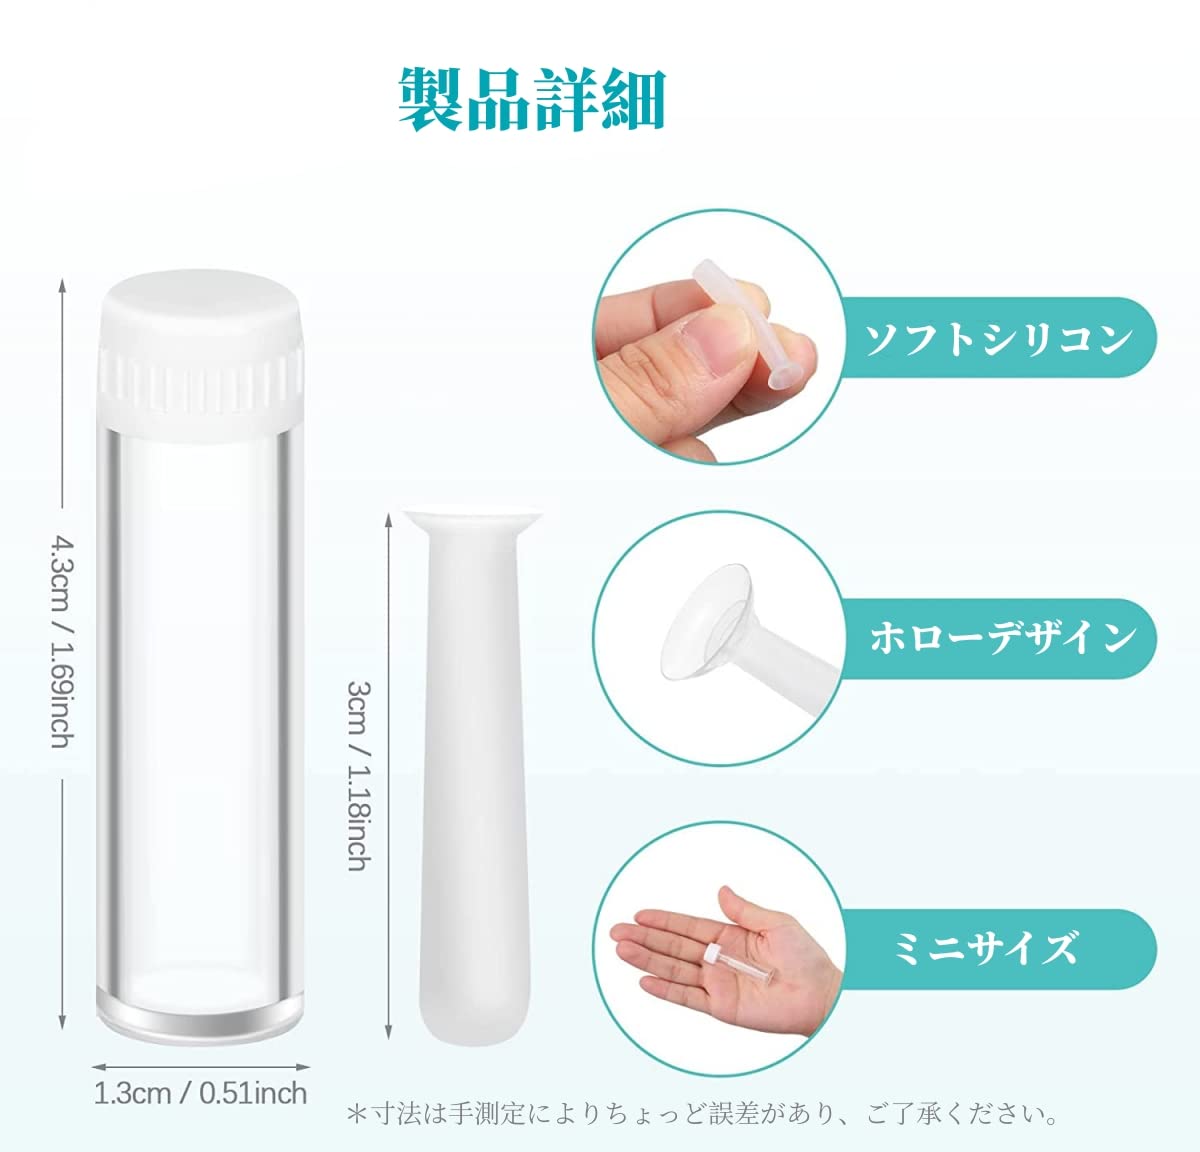 製品詳細
4.3cm / 1.69inch
3cm / 1.18inch
1.3cm / 0.51inch
ソフトシリコン
ホローデザイン
ミニサイズ
＊寸法は手測定によりちょっど誤差があり、ご了承ください。